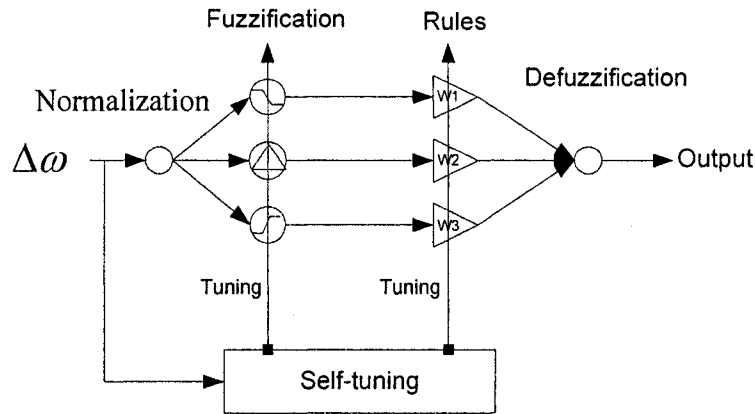 Fuzzification
Rules
Defuzzification
Normalization
W1
Δω
W2
Output
W3
Tuning
Tuning
Self-tuning